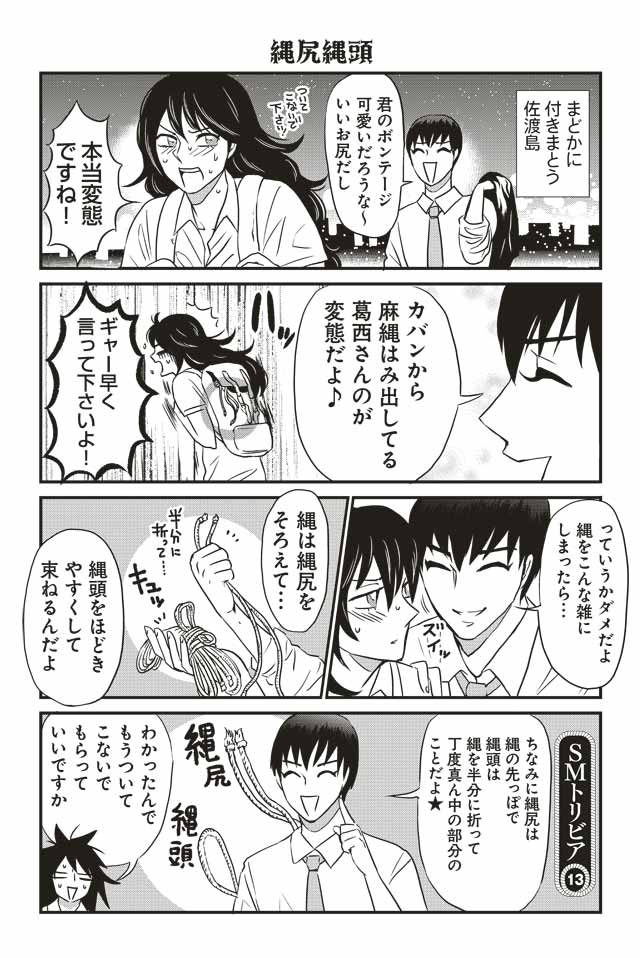 縄尻縄頭
まどかに
付きまとう
佐渡島
君のボンテージ
可愛いだろうな〜
いいお尻だし
ついて
こないで
下さいッ
本当変態
ですね！
カバンから
麻縄はみ出してる
葛西さんのが
変態だよ♪
!!
ギャー早く
言って下さいよ！
っていうかダメだよ
縄をこんな雑に
しまったら…
ズイッ
縄は縄尻を
そろえて…
半分に
折って…
キュッ
縄頭をほどき
やすくして
束ねるんだよ
SMトリビア
13
ちなみに縄尻は
縄の先っぽで
縄頭は
縄を半分に折って
丁度真ん中の部分の
ことだよ★
縄尻
縄頭
わかったんで
もうついて
こないで
もらって
いいですか